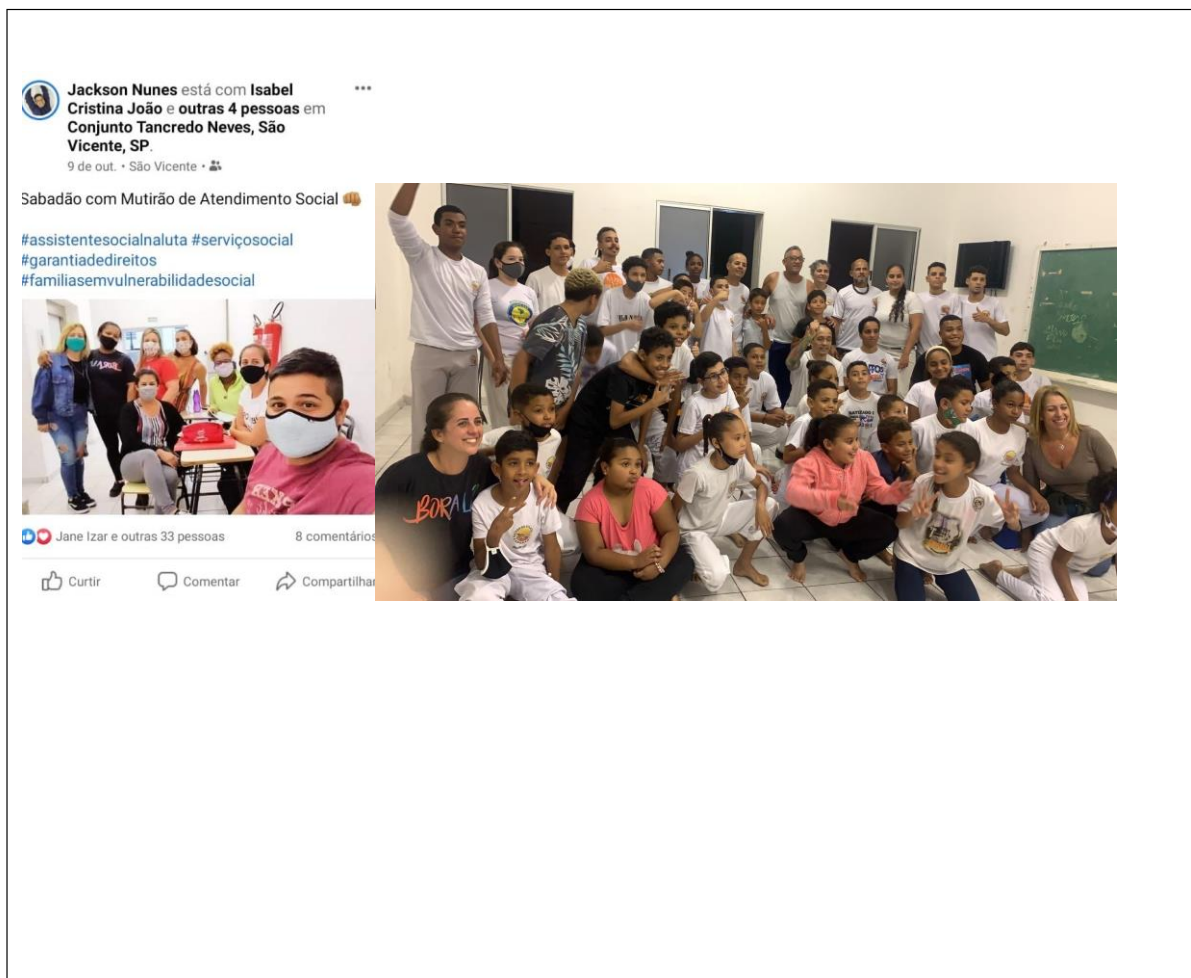 Jackson Nunes está com Isabel
Cristina João e outras 4 pessoas em
Conjunto Tancredo Neves, São
Vicente, SP.
9 de out. • São Vicente •
Sabadão com Mutirão de Atendimento Social 👊🏽
#assistentesocialnaluta #serviçosocial
#garantiadedireitos
#familiasemvulnerabilidadesocial
Jane Izar e outras 33 pessoas 8 comentários
Curtir Comentar Compartilhar
BORA